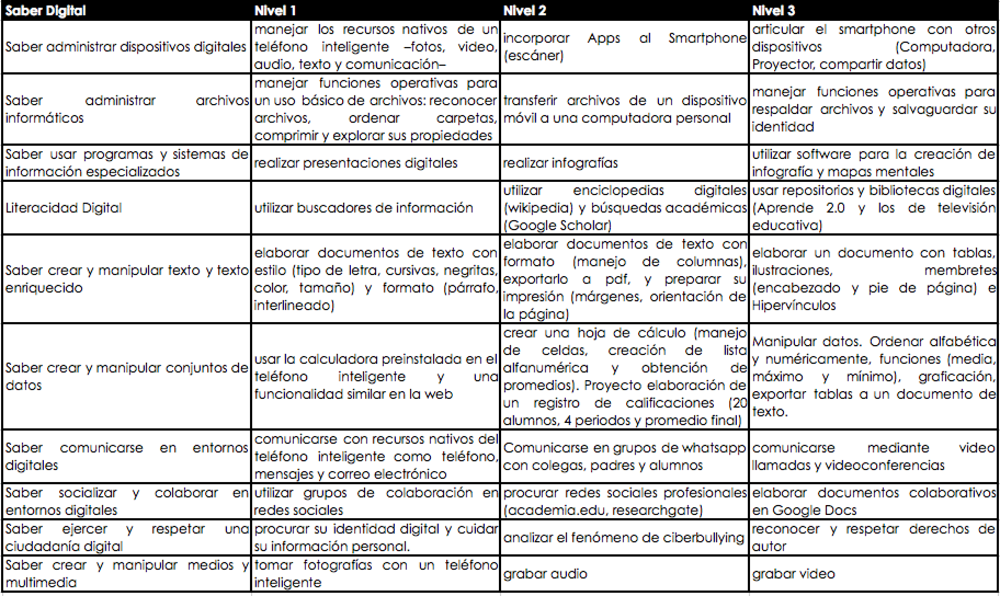 Saber Digital
Nivel 1
Nivel 2
Nivel 3
Saber administrar dispositivos digitales
manejar los recursos nativos de un
teléfono inteligente –fotos, video,
audio, texto y comunicación–
incorporar Apps al Smartphone
(escáner)
articular el smartphone con otros
dispositivos (Computadora,
Proyector, compartir datos)
Saber administrar archivos
informáticos
manejar funciones operativas para
un uso básico de archivos: reconocer
archivos, ordenar carpetas,
comprimir y explorar sus propiedades
transferir archivos de un dispositivo
móvil a una computadora personal
manejar funciones operativas para
respaldar archivos y salvaguardar su
identidad
Saber usar programas y sistemas de
información especializados
realizar presentaciones digitales
realizar infografías
utilizar software para la creación de
infografía y mapas mentales
Literacidad Digital
utilizar buscadores de información
utilizar enciclopedias digitales
(wikipedia) y búsquedas académicas
(Google Scholar)
usar repositorios y bibliotecas digitales
(Aprende 2.0 y los de televisión
educativa)
Saber crear y manipular texto y texto
enriquecido
elaborar documentos de texto con
estilo (tipo de letra, cursivas, negritas,
color, tamaño) y formato (párrafo,
interlineado)
elaborar documentos de texto con
formato (manejo de columnas),
exportarlo a pdf, y preparar su
impresión (márgenes, orientación de
la página)
elaborar un documento con tablas,
ilustraciones, membretes
(encabezado y pie de página) e
Hipervínculos
Saber crear y manipular conjuntos de
datos
usar la calculadora preinstalada en el
teléfono inteligente y una
funcionalidad similar en la web
crear una hoja de cálculo (manejo
de celdas, creación de lista
alfanumérica y obtención de
promedios). Proyecto elaboración de
un registro de calificaciones (20
alumnos, 4 periodos y promedio final)
Manipular datos. Ordenar alfabética
y numéricamente, funciones (media,
máximo y mínimo), graficación,
exportar tablas a un documento de
texto.
Saber comunicarse en entornos
digitales
comunicarse con recursos nativos del
teléfono inteligente como teléfono,
mensajes y correo electrónico
Comunicarse en grupos de whatsapp
con colegas, padres y alumnos
comunicarse mediante video
llamadas y videoconferencias
Saber socializar y colaborar en
entornos digitales
utilizar grupos de colaboración en
redes sociales
procurar redes sociales profesionales
(academia.edu, researchgate)
elaborar documentos colaborativos
en Google Docs
Saber ejercer y respetar una
ciudadanía digital
procurar su identidad digital y cuidar
su información personal.
analizar el fenómeno de ciberbullying
reconocer y respetar derechos de
autor
Saber crear y manipular medios y
multimedia
tomar fotografías con un teléfono
inteligente
grabar audio
grabar video